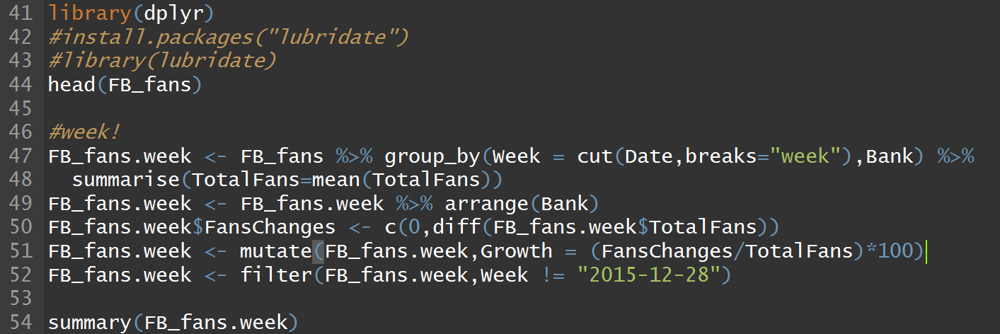 41 library(dplyr)
42 #install.packages("lubridate")
43 #library(lubridate)
44 head(FB_fans)
45
46 #week!
47 FB_fans.week <- FB_fans %>% group_by(Week = cut(Date,breaks="week"),Bank) %>%
48   summarise(TotalFans=mean(TotalFans))
49 FB_fans.week <- FB_fans.week %>% arrange(Bank)
50 FB_fans.week$FansChanges <- c(0,diff(FB_fans.week$TotalFans))
51 FB_fans.week <- mutate(FB_fans.week,Growth = (FansChanges/TotalFans)*100)
52 FB_fans.week <- filter(FB_fans.week,Week != "2015-12-28")
53
54 summary(FB_fans.week)